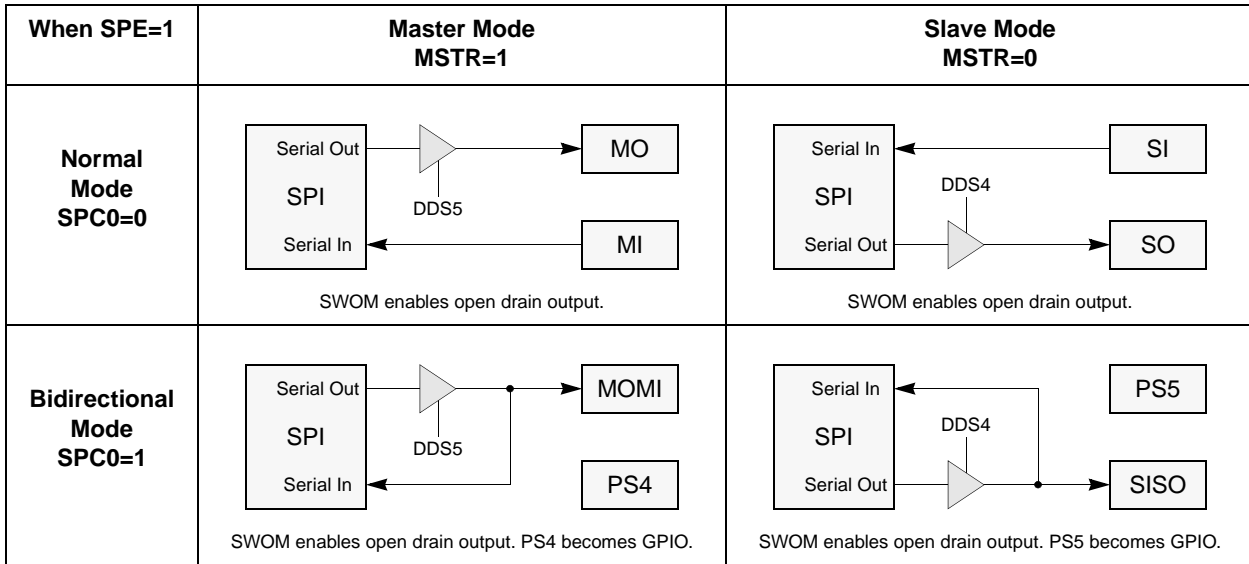 When SPE=1
Master Mode
MSTR=1
Slave Mode
MSTR=0
Normal
Mode
SPC0=0
Serial Out
SPI
Serial In
DDS5
MO
MI
SWOM enables open drain output.
Serial In
SPI
Serial Out
DDS4
SI
SO
SWOM enables open drain output.
Bidirectional
Mode
SPC0=1
Serial Out
SPI
Serial In
DDS5
MOMI
PS4
SWOM enables open drain output. PS4 becomes GPIO.
Serial In
SPI
Serial Out
DDS4
PS5
SISO
SWOM enables open drain output. PS5 becomes GPIO.